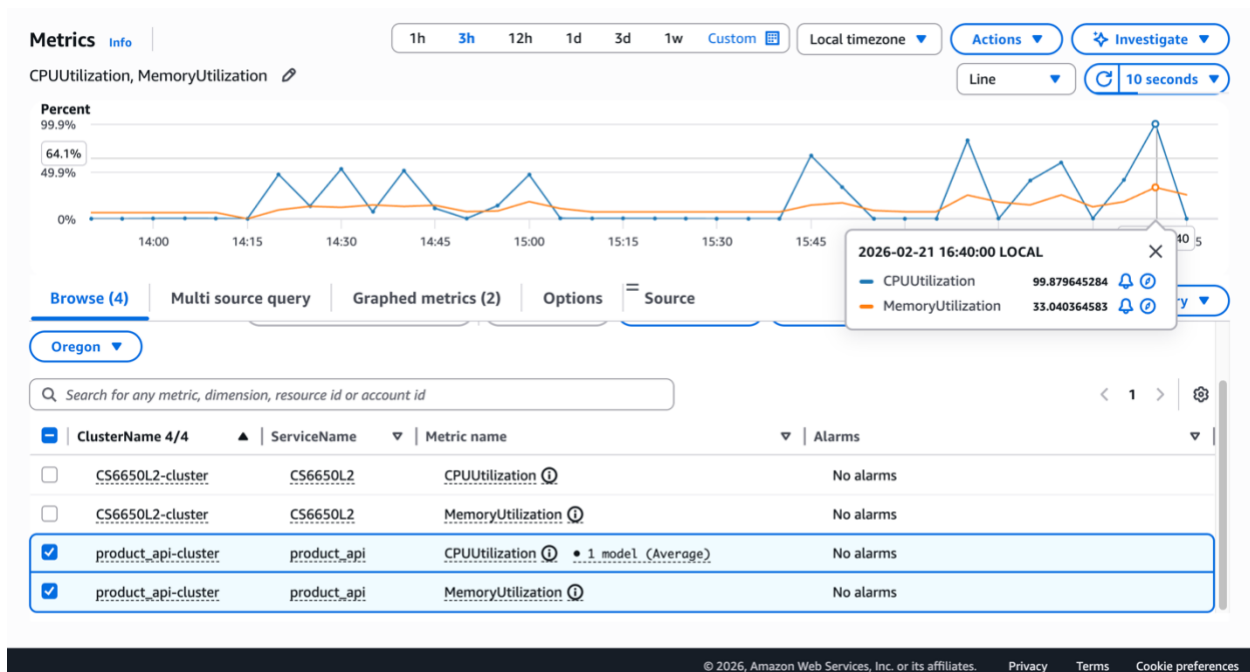 Metrics Info 1h 3h 12h 1d 3d 1w Custom Local timezone Actions Investigate
CPUUtilization, MemoryUtilization Line 10 seconds
Percent
99.9%
64.1%
49.9%
0%
14:00 14:15 14:30 14:45 15:00 15:15 15:30 15:45 40 5
2026-02-21 16:40:00 LOCAL
CPUUtilization 99.879645284
MemoryUtilization 33.040364583
Browse (4) Multi source query Graphed metrics (2) Options Source
Oregon
Search for any metric, dimension, resource id or account id 1
ClusterName 4/4 ServiceName Metric name Alarms
CS6650L2-cluster CS6650L2 CPUUtilization No alarms
CS6650L2-cluster CS6650L2 MemoryUtilization No alarms
product_api-cluster product_api CPUUtilization • 1 model (Average) No alarms
product_api-cluster product_api MemoryUtilization No alarms
© 2026, Amazon Web Services, Inc. or its affiliates. Privacy Terms Cookie preferences